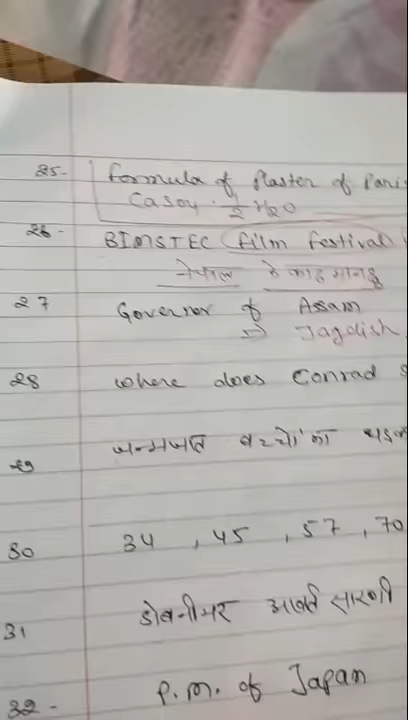 25- Formula of Plaster of Paris
CaSO4 . 1/2 H2O
26- BIMSTEC film festival
नेपाल के काठमान्डू
27 Governor of Assam
⇒ Jagdish
28 where does Conrad
29 जन्मजात बच्चो का
30 34 , 45 , 57 , 70
31 डोबनीयर आवर्त सारणी
32- P.M. of Japan